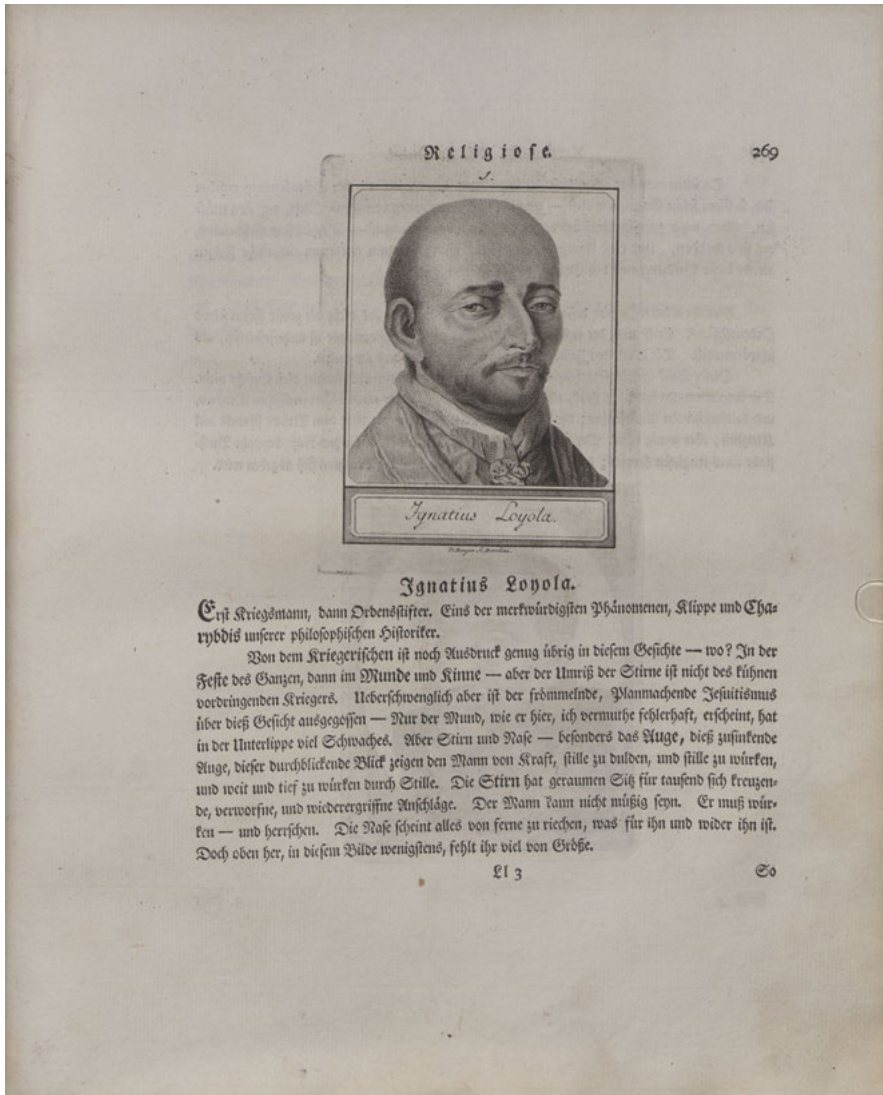 Religiose.
269
1.
Ignatius Loyola.
Ignatius Loyola.
Erst Kriegsmann, dann Ordensstifter. Eins der merkwürdigsten Phänomenen, Klippe und Cha-
rybdis unserer philosophischen Historiker.
Von dem Kriegerischen ist noch Ausdruck genug übrig in diesem Gesichte — wo? In der
Feste des Ganzen, dann im Munde und Kinne — aber der Umriß der Stirne ist nicht des kühnen
vordringenden Kriegers. Ueberschwenglich aber ist der frömmelnde, Planmachende Jesuitismus
über dieß Gesicht ausgegossen — Nur der Mund, wie er hier, ich vermuthe fehlerhaft, erscheint, hat
in der Unterlippe viel Schwaches. Aber Stirn und Nase — besonders das Auge, dieß zusinkende
Auge, dieser durchblickende Blick zeigen den Mann von Kraft, stille zu dulden, und stille zu würken,
und weit und tief zu würken durch Stille. Die Stirn hat geraumen Sitz für tausend sich kreuzen-
de, verworfne, und wiederergriffne Anschläge. Der Mann kann nicht müßig seyn. Er muß wür-
ken — und herrschen. Die Nase scheint alles von ferne zu riechen, was für ihn und wider ihn ist.
Doch oben her, in diesem Bilde wenigstens, fehlt ihr viel von Größe.
Ll 3
So